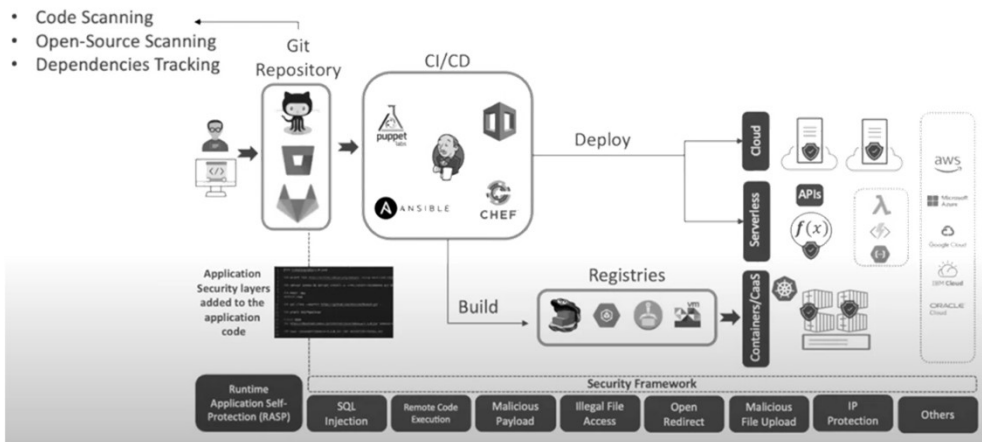 • Code Scanning
• Open-Source Scanning
• Dependencies Tracking
Git
Repository
CI/CD
puppet
labs
ANSIBLE
CHEF
Deploy
Build
Registries
vm
Cloud
Serverless
Containers/CaaS
APIs
f(x)
λ
aws
Microsoft
Azure
Google Cloud
IBM Cloud
ORACLE
Cloud
Application
Security layers
added to the
application
code
Security Framework
Runtime
Application Self-
Protection (RASP)
SQL
Injection
Remote Code
Execution
Malicious
Payload
Illegal File
Access
Open
Redirect
Malicious
File Upload
IP
Protection
Others